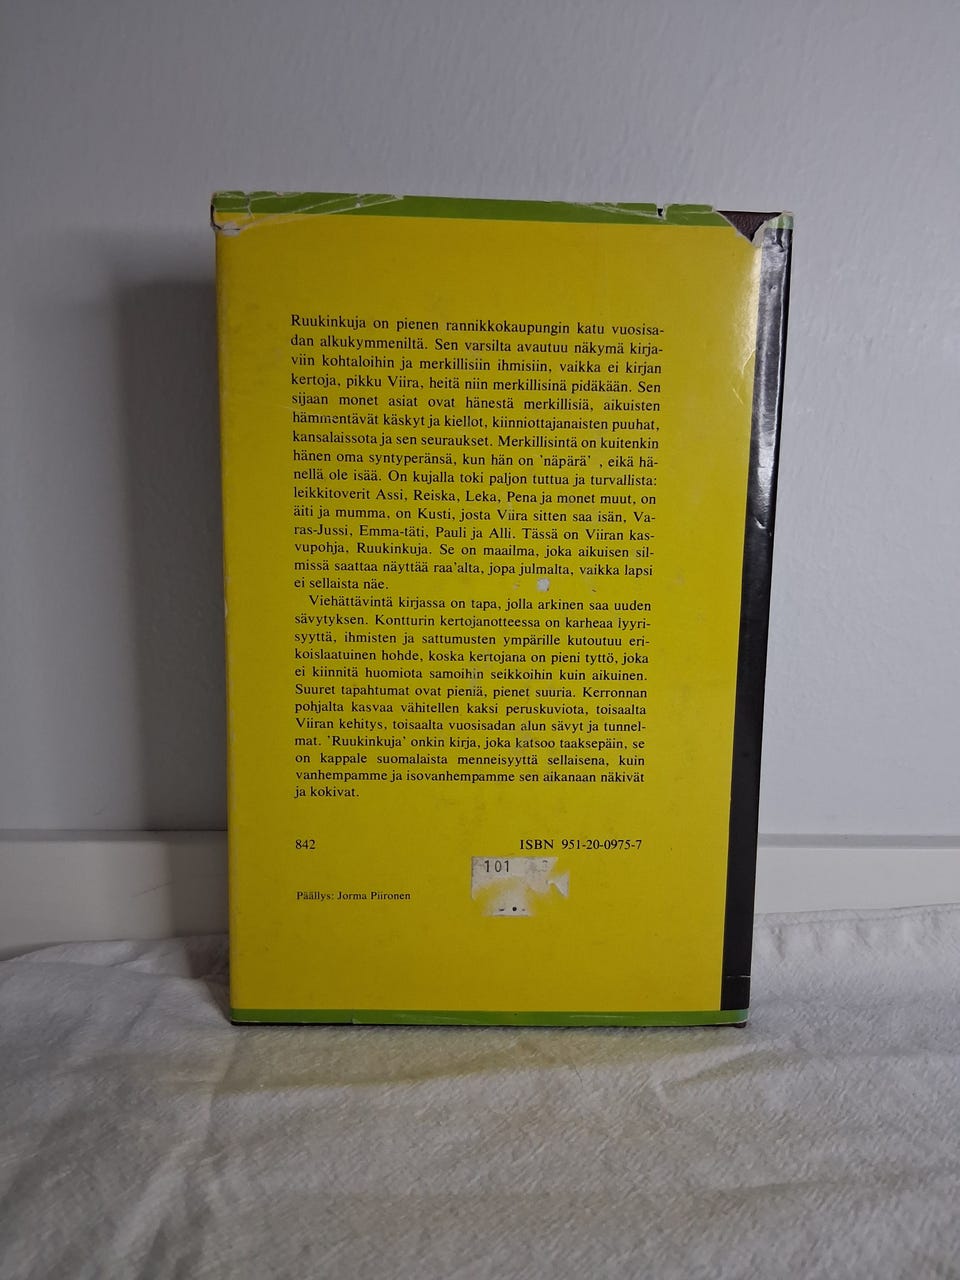 Ruukinkuja on pienen rannikkokaupungin katu vuosisa-
dan alkukymmeniltä. Sen varsilta avautuu näkymä kirja-
viin kohtaloihin ja merkillisiin ihmisiin, vaikka ei kirjan
kertoja, pikku Viira, heitä niin merkillisinä pidäkään. Sen
sijaan monet asiat ovat hänestä merkillisiä, aikuisten
hämmentävät käskyt ja kiellot, kiinniottajanaisten puuhat,
kansalaissota ja sen seuraukset. Merkillisintä on kuitenkin
hänen oma syntyperänsä, kun hän on 'näpärä' , eikä hä-
nellä ole isää. On kujalla toki paljon tuttua ja turvallista:
leikkitoverit Assi, Reiska, Leka, Pena ja monet muut, on
äiti ja mumma, on Kusti, josta Viira sitten saa isän, Va-
ras-Jussi, Emma-täti, Pauli ja Alli. Tässä on Viiran kas-
vupohja, Ruukinkuja. Se on maailma, joka aikuisen sil-
missä saattaa näyttää raa'alta, jopa julmalta, vaikka lapsi
ei sellaista näe.
Viehättävintä kirjassa on tapa, jolla arkinen saa uuden
sävytyksen. Kontturin kertojanotteessa on karheaa lyyri-
syyttä, ihmisten ja sattumusten ympärille kutoutuu eri-
koislaatuinen hohde, koska kertojana on pieni tyttö, joka
ei kiinnitä huomiota samoihin seikkoihin kuin aikuinen.
Suuret tapahtumat ovat pieniä, pienet suuria. Kerronnan
pohjalta kasvaa vähitellen kaksi peruskuviota, toisaalta
Viiran kehitys, toisaalta vuosisadan alun sävyt ja tunnel-
mat. 'Ruukinkuja' onkin kirja, joka katsoo taaksepäin, se
on kappale suomalaista menneisyyttä sellaisena, kuin
vanhempamme ja isovanhempamme sen aikanaan näkivät
ja kokivat.
842 ISBN 951-20-0975-7
101
Päällys: Jorma Piironen